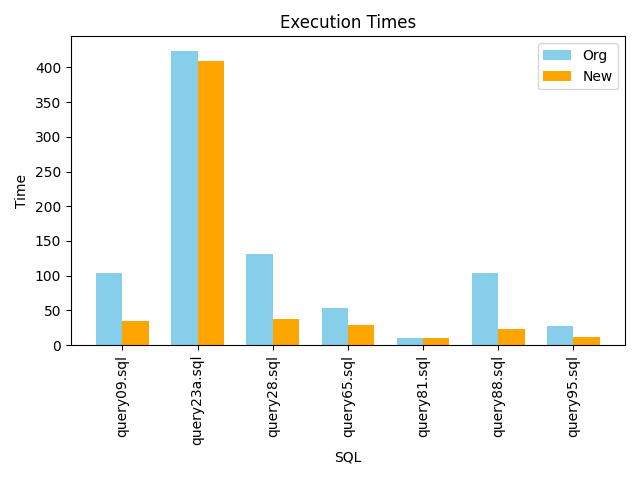 Execution Times
Org
New
400
350
300
250
200
150
100
50
0
Time
query09.sql
query23a.sql
query28.sql
query65.sql
query81.sql
query88.sql
query95.sql
SQL